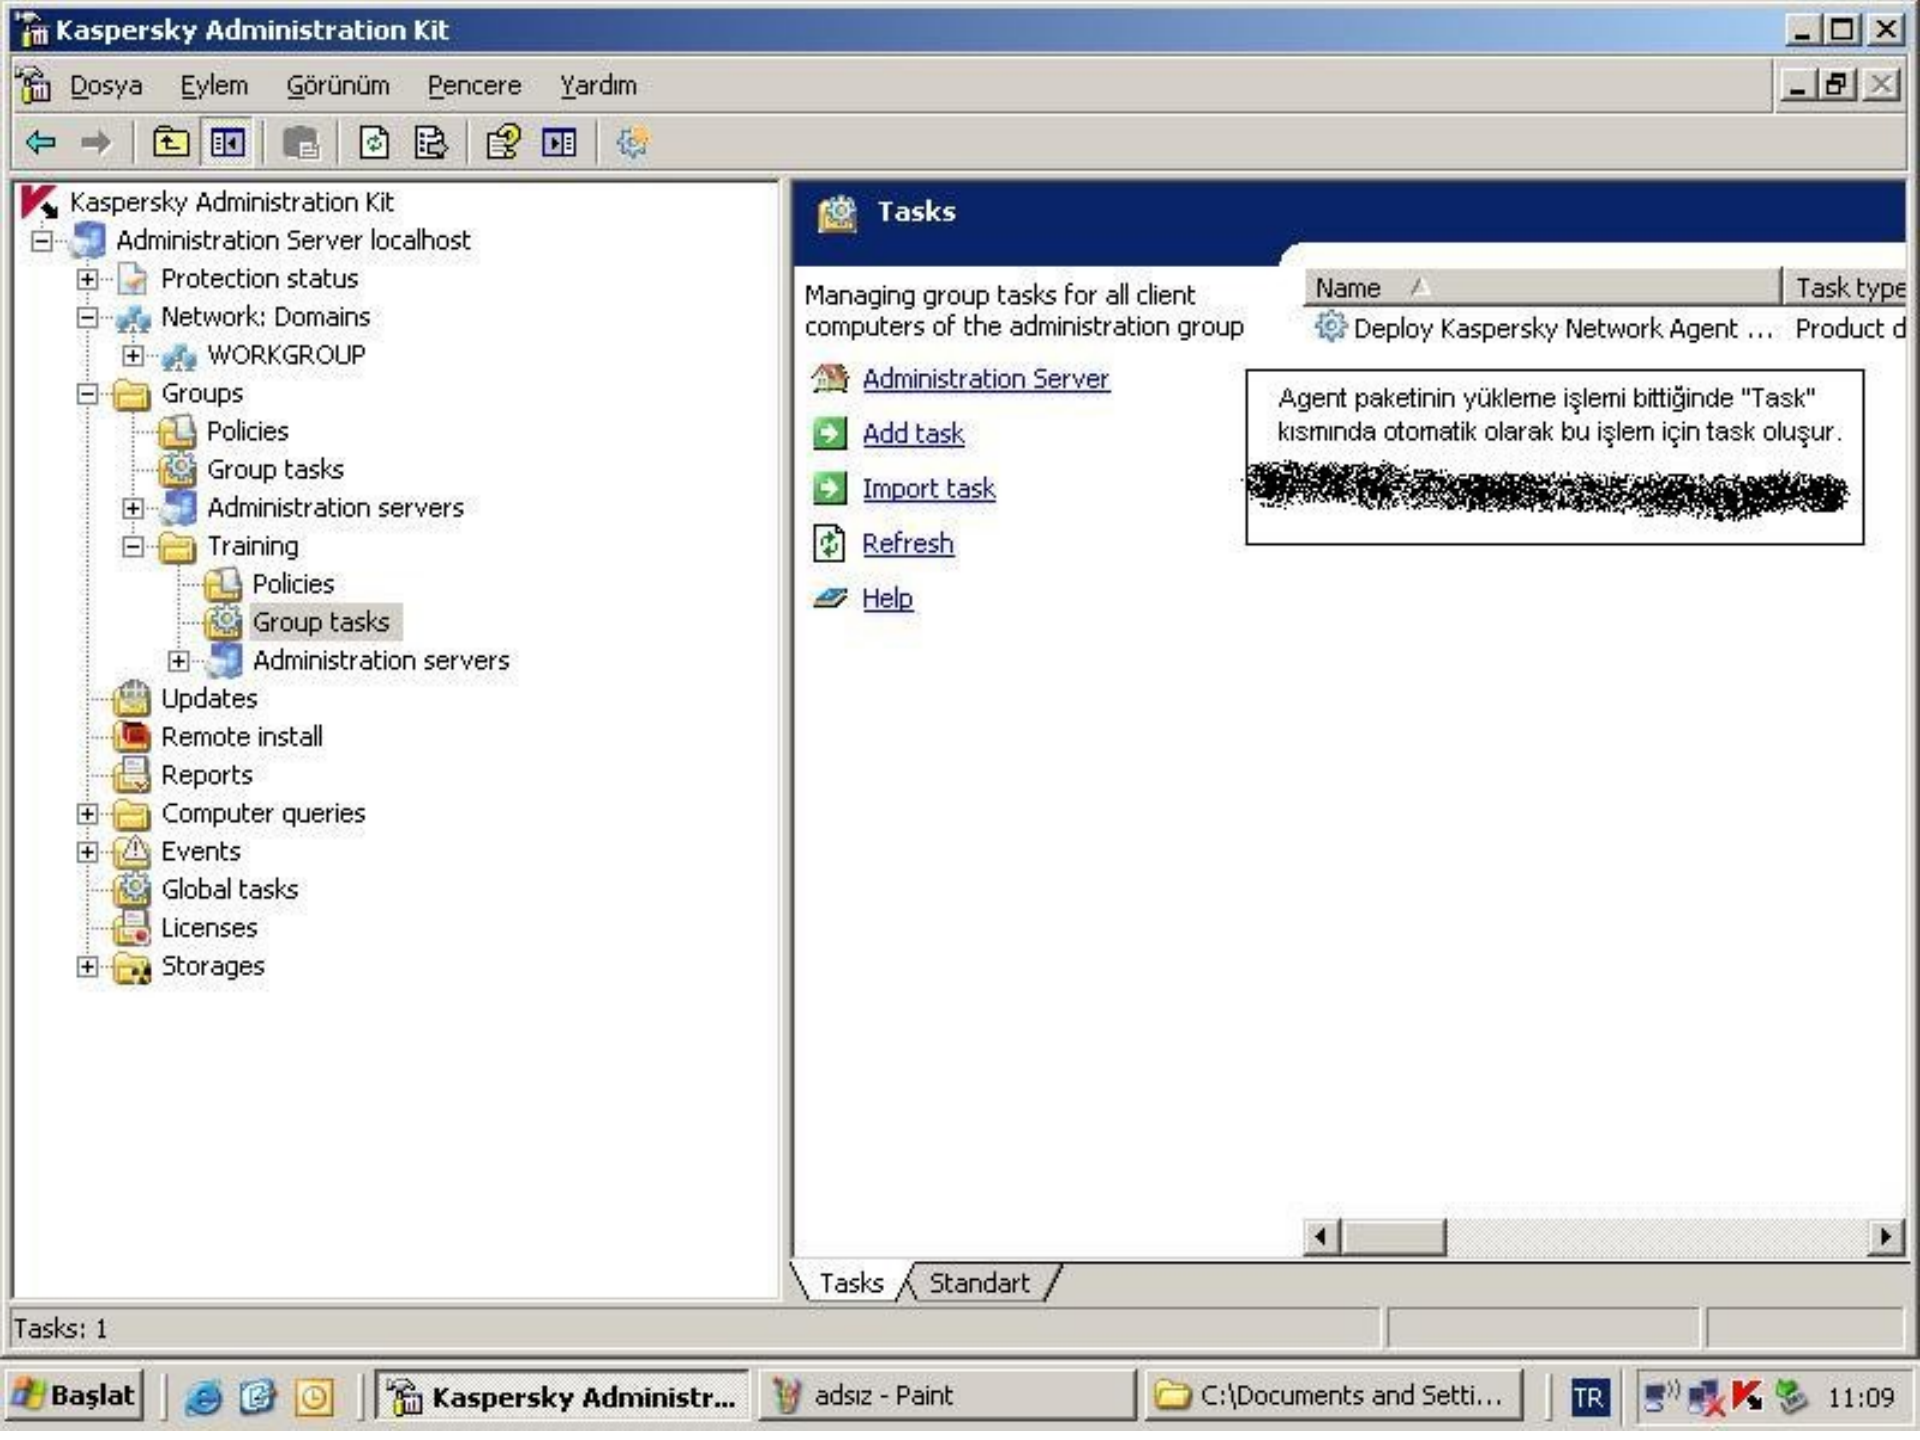 Kaspersky Administration Kit
Dosya Eylem Görünüm Pencere Yardım
Kaspersky Administration Kit
Administration Server localhost
Protection status
Network: Domains
WORKGROUP
Groups
Policies
Group tasks
Administration servers
Training
Policies
Group tasks
Administration servers
Updates
Remote install
Reports
Computer queries
Events
Global tasks
Licenses
Storages
Tasks
Managing group tasks for all client
computers of the administration group
Administration Server
Add task
Import task
Refresh
Help
Name Task type
Deploy Kaspersky Network Agent ... Product d
Agent paketinin yükleme işlemi bittiğinde "Task"
kısmında otomatik olarak bu işlem için task oluşur.
Tasks Standart
Tasks: 1
Başlat Kaspersky Administr... adsız - Paint C:\Documents and Setti... TR 11:09